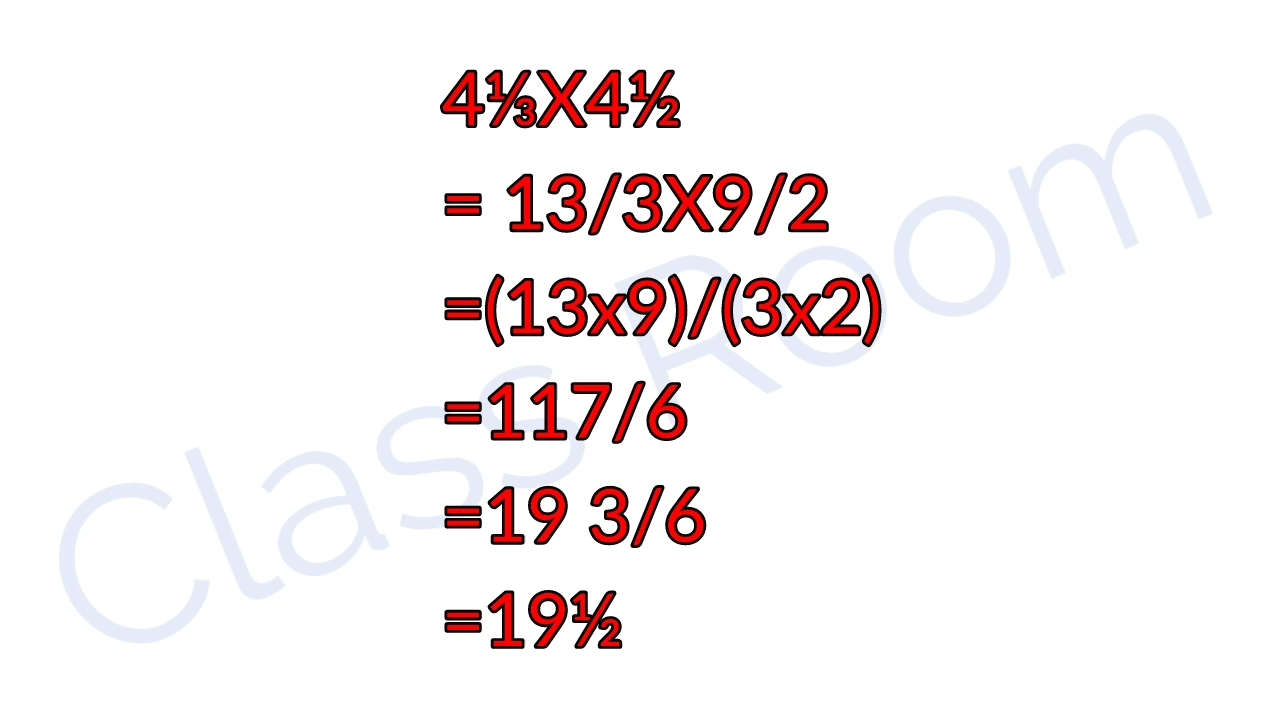 4⅓X4½
= 13/3X9/2
=(13x9)/(3x2)
=117/6
=19 3/6
=19½
Class Room